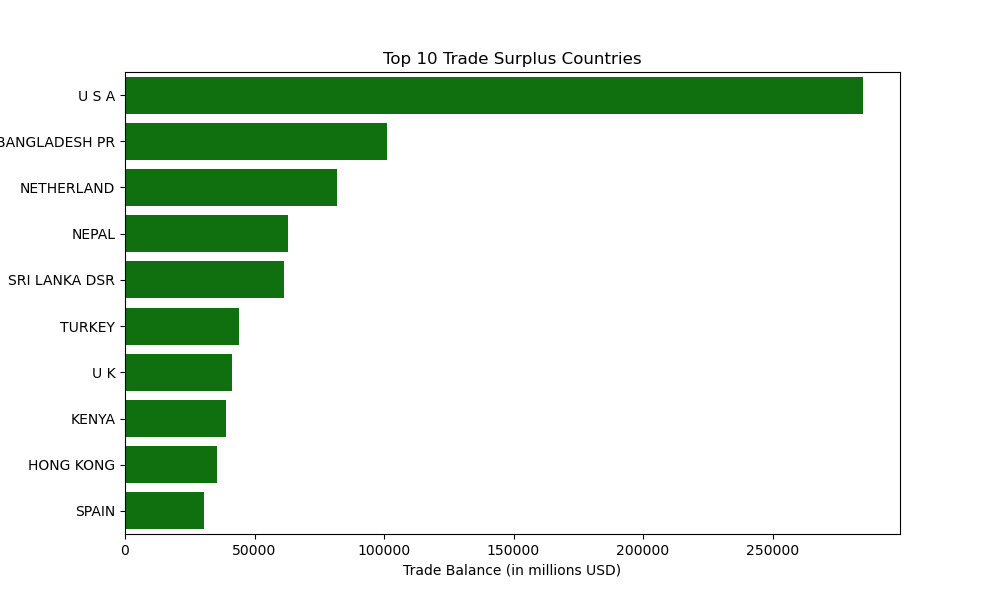 Top 10 Trade Surplus Countries
U S A
BANGLADESH PR
NETHERLAND
NEPAL
SRI LANKA DSR
TURKEY
U K
KENYA
HONG KONG
SPAIN
0 50000 100000 150000 200000 250000
Trade Balance (in millions USD)